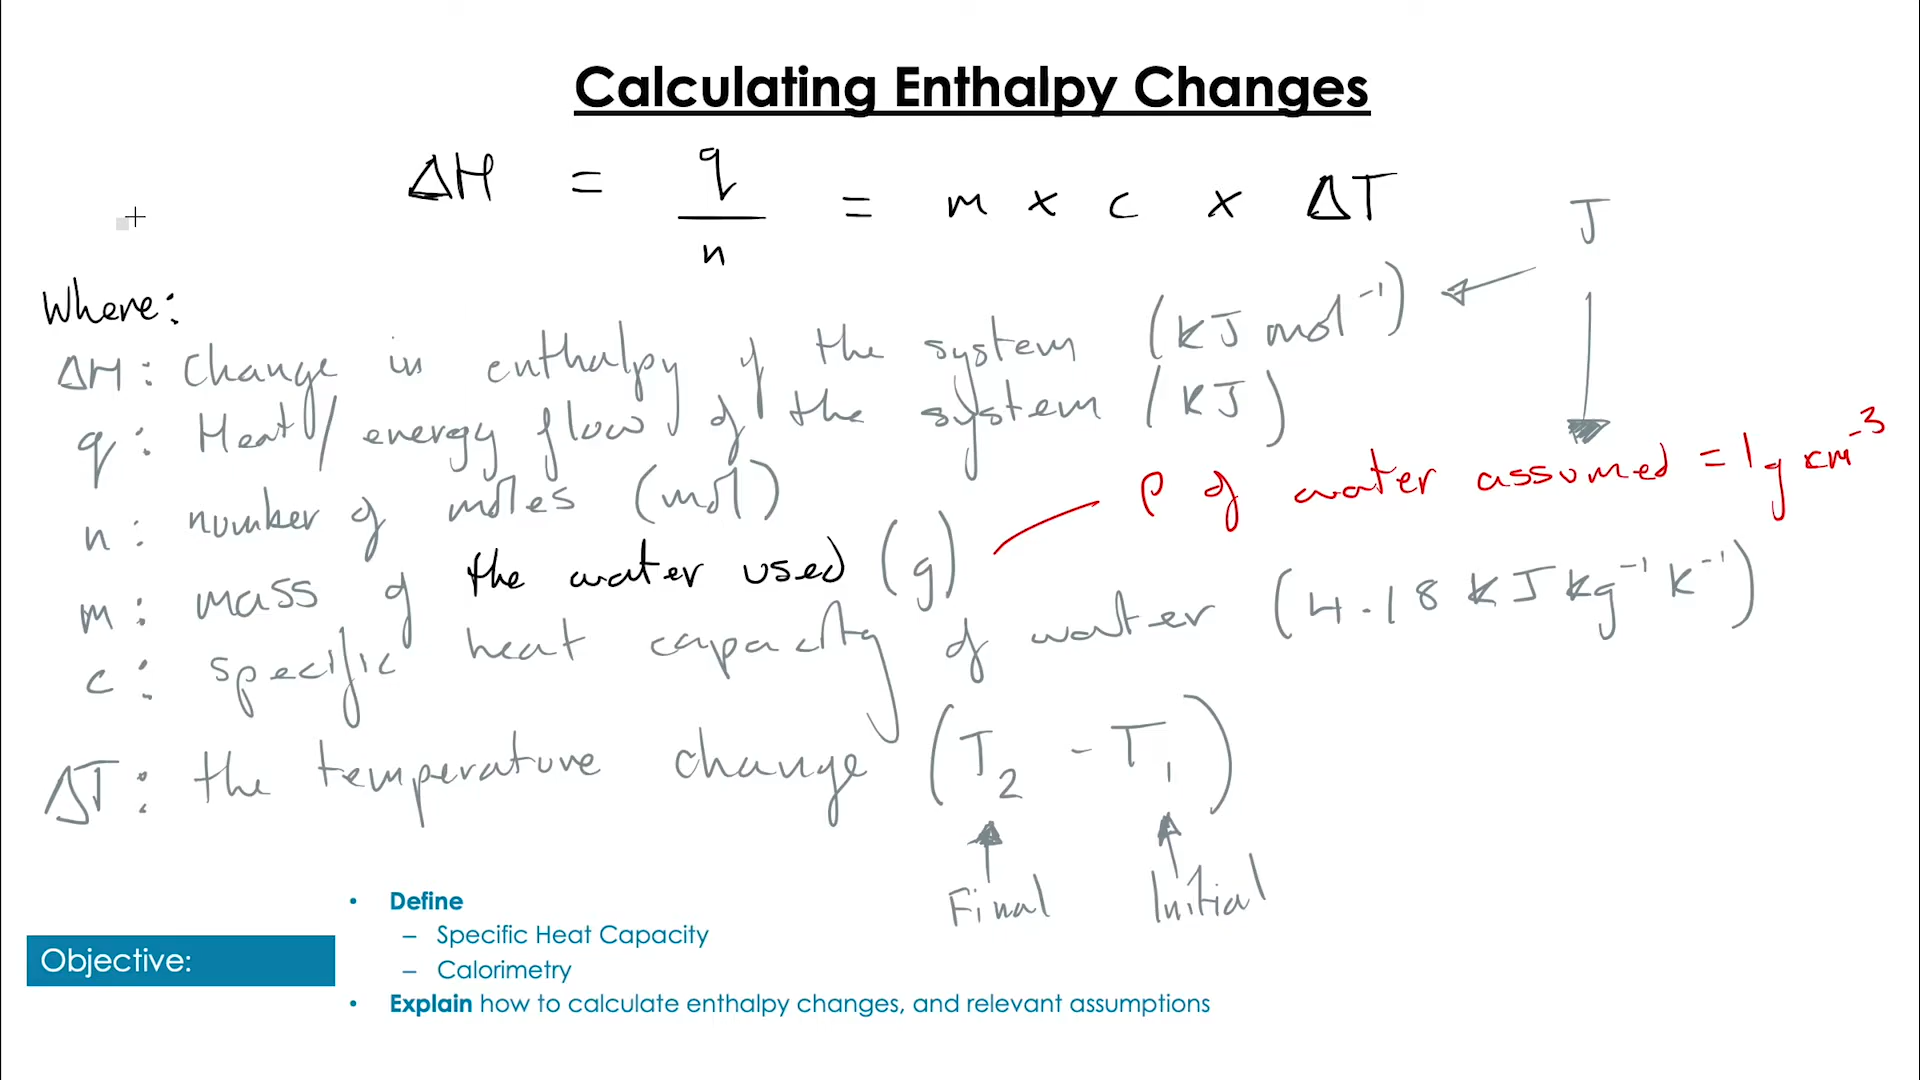 Calculating Enthalpy Changes
ΔH = q/n = m x c x ΔT
J
Where:
ΔH: Change in enthalpy of the system (KJ mol⁻¹)
q: Heat/energy flow of the system (KJ)
n: number of moles (mol)
ρ of water assumed = 1g cm⁻³
m: mass of the water used (g)
c: specific heat capacity of water (4.18 KJ kg⁻¹ K⁻¹)
ΔT: the temperature change (T₂ - T₁)
Final Initial
• Define
– Specific Heat Capacity
Objective:
– Calorimetry
• Explain how to calculate enthalpy changes, and relevant assumptions